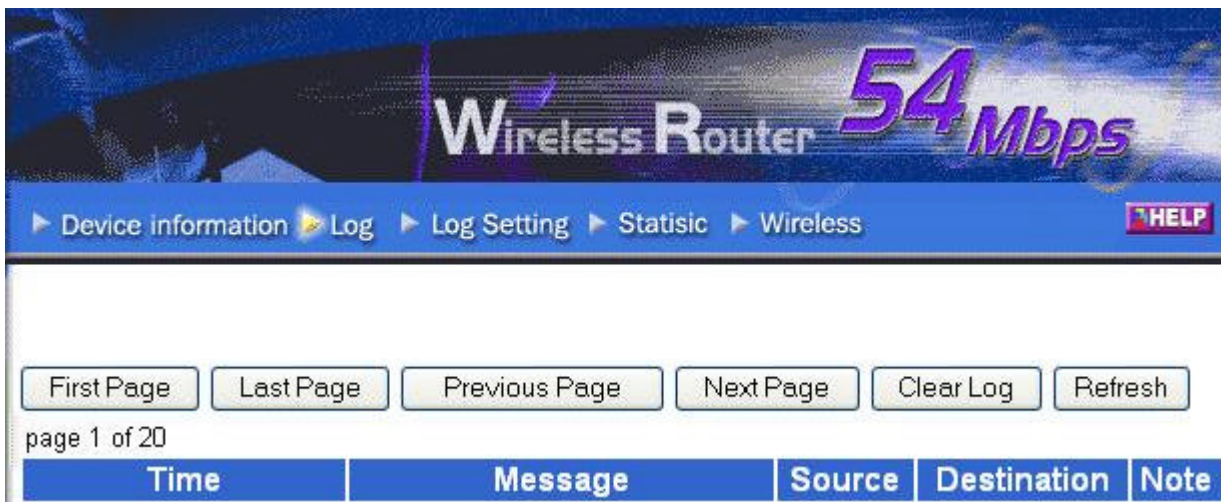 Wireless Router 54 Mbps
Device information Log Log Setting Statisic Wireless HELP
First Page Last Page Previous Page Next Page Clear Log Refresh
page 1 of 20
Time Message Source Destination Note